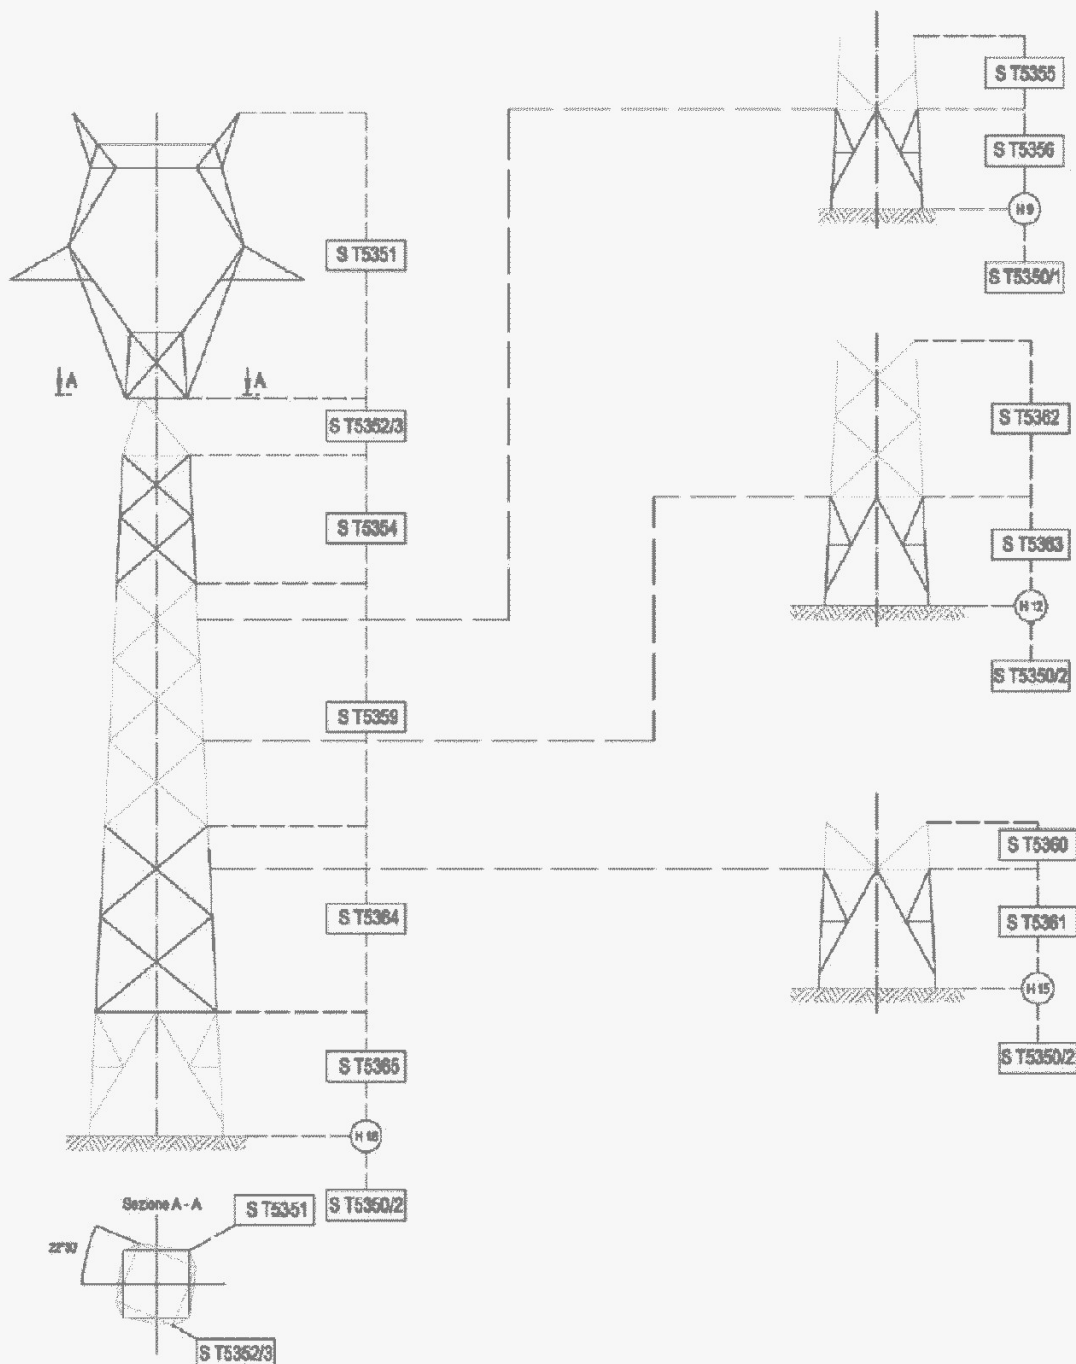 S T5355
S T5356
H 9
S T5350/1
S T5351
A
A
S T5352/3
S T5362
S T5354
S T5363
H 12
S T5350/2
S T5359
S T5360
S T5364
S T5361
H 15
S T5350/2
S T5365
H 18
S T5350/2
Sezione A - A
S T5351
22°30'
S T5352/3